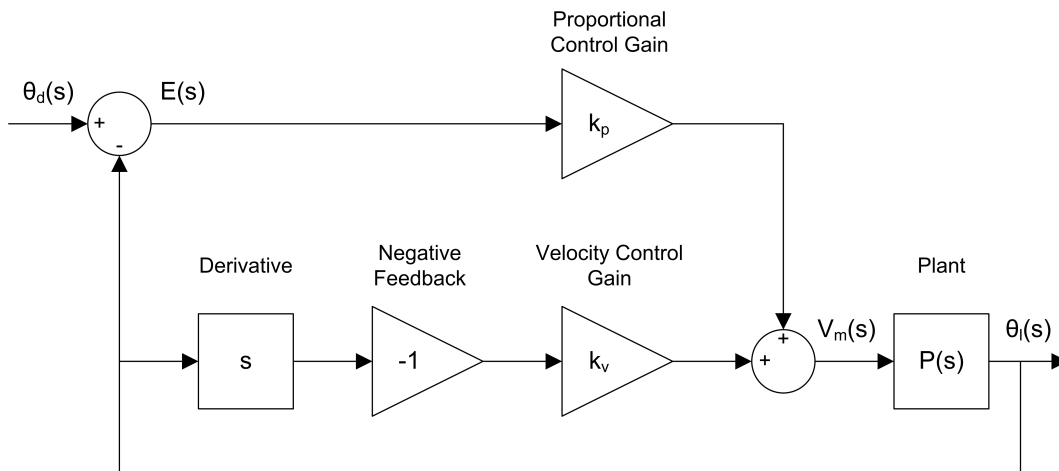 Proportional
Control Gain
θd(s)
E(s)
+
-
kp
Derivative
Negative
Feedback
Velocity Control
Gain
Plant
s
-1
kv
+
+
Vm(s)
P(s)
θl(s)